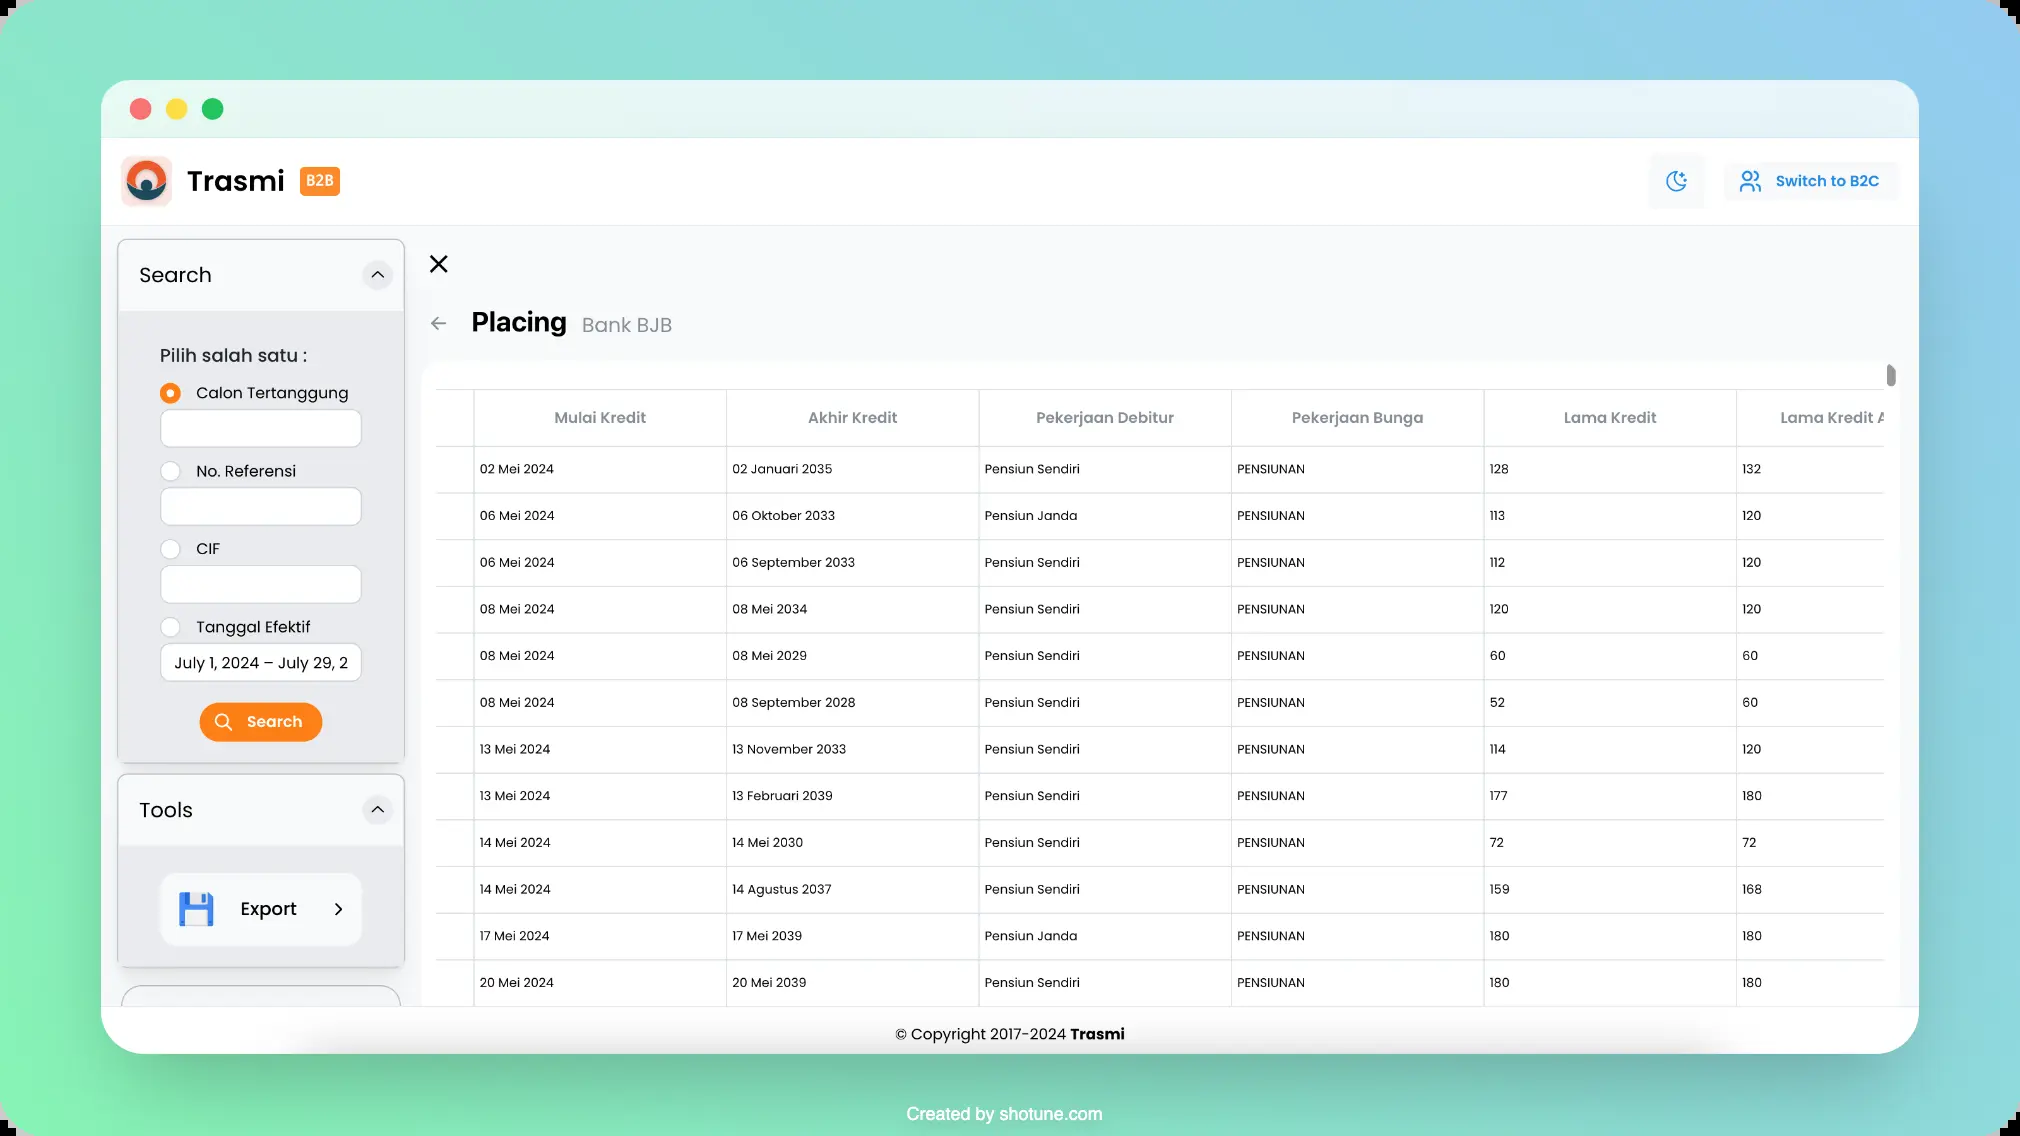 Trasmi B2B
Switch to B2C
Search
Pilih salah satu :
Calon Tertanggung
No. Referensi
CIF
Tanggal Efektif
July 1, 2024 – July 29, 2
Search
Tools
Export
Placing Bank BJB
Mulai Kredit Akhir Kredit Pekerjaan Debitur Pekerjaan Bunga Lama Kredit Lama Kredit A
02 Mei 2024 02 Januari 2035 Pensiun Sendiri PENSIUNAN 128 132
06 Mei 2024 06 Oktober 2033 Pensiun Janda PENSIUNAN 113 120
06 Mei 2024 06 September 2033 Pensiun Sendiri PENSIUNAN 112 120
08 Mei 2024 08 Mei 2034 Pensiun Sendiri PENSIUNAN 120 120
08 Mei 2024 08 Mei 2029 Pensiun Sendiri PENSIUNAN 60 60
08 Mei 2024 08 September 2028 Pensiun Sendiri PENSIUNAN 52 60
13 Mei 2024 13 November 2033 Pensiun Sendiri PENSIUNAN 114 120
13 Mei 2024 13 Februari 2039 Pensiun Sendiri PENSIUNAN 177 180
14 Mei 2024 14 Mei 2030 Pensiun Sendiri PENSIUNAN 72 72
14 Mei 2024 14 Agustus 2037 Pensiun Sendiri PENSIUNAN 159 168
17 Mei 2024 17 Mei 2039 Pensiun Janda PENSIUNAN 180 180
20 Mei 2024 20 Mei 2039 Pensiun Sendiri PENSIUNAN 180 180
© Copyright 2017-2024 Trasmi
Created by shotune.com